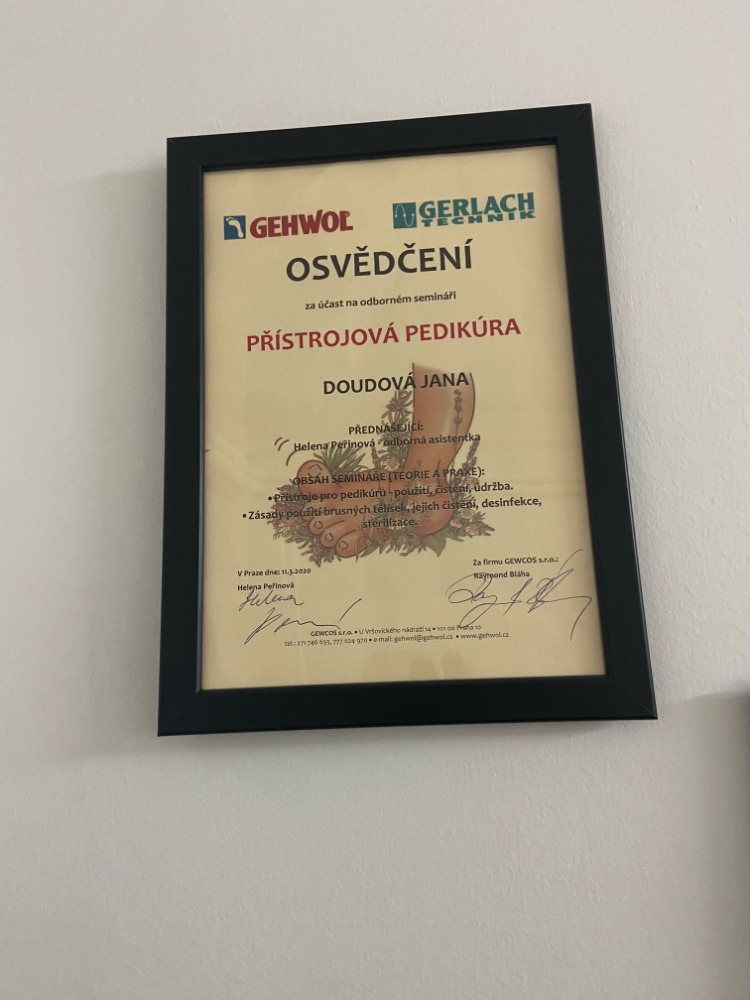 GEHWOL
GERLACH
TECHNIK
OSVĚDČENÍ
za účast na odborném semináři
PŘÍSTROJOVÁ PEDIKÚRA
DOUDOVÁ JANA
PŘEDNÁŠEJÍCÍ:
Helena Peřinová - odborná asistentka
OBSAH SEMINÁŘE (TEORIE A PRAXE):
• Přístroje pro pedikúru - použití, čistění, údržba.
• Zásady použití brusných tělísek, jejich čistění, desinfekce,
sterilizace.
V Praze dne: 11.3.2020
Helena Peřinová
Za firmu GEWCOS s.r.o.:
Raymond Bláha
Helena
GEWCOS s.r.o. • U Vršovického nádraží 14 • 101 00 Praha 10
tel.: 271 746 655, 777 024 970 • e mail: gehwol@gehwol.cz • www.gehwol.cz